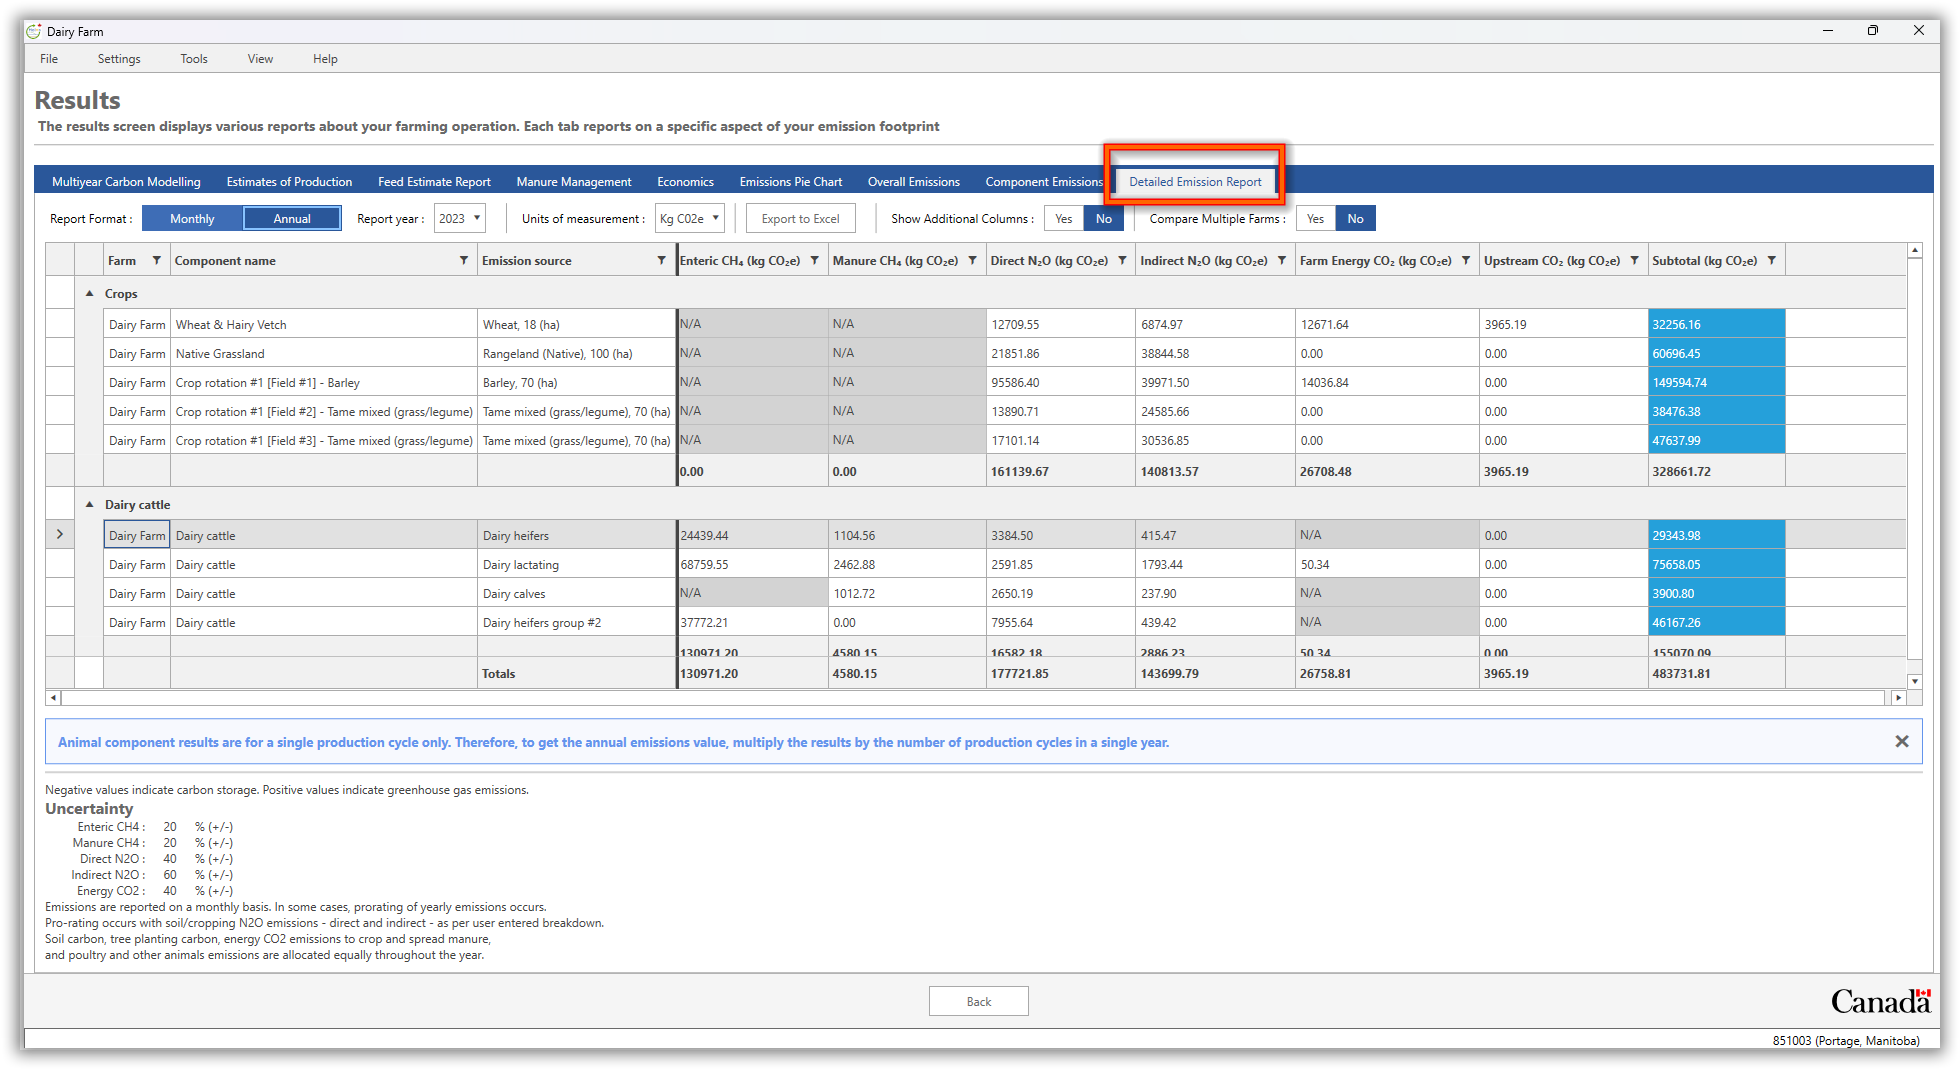 Dairy Farm
File Settings Tools View Help
Results
The results screen displays various reports about your farming operation. Each tab reports on a specific aspect of your emission footprint
Multiyear Carbon Modelling Estimates of Production Feed Estimate Report Manure Management Economics Emissions Pie Chart Overall Emissions Component Emissions Detailed Emission Report
Report Format : Monthly Annual Report year : 2023 Units of measurement : Kg C02e Export to Excel Show Additional Columns : Yes No Compare Multiple Farms : Yes No
Farm Component name Emission source Enteric CH₄ (kg CO₂e) Manure CH₄ (kg CO₂e) Direct N₂O (kg CO₂e) Indirect N₂O (kg CO₂e) Farm Energy CO₂ (kg CO₂e) Upstream CO₂ (kg CO₂e) Subtotal (kg CO₂e)
Crops
Dairy Farm Wheat & Hairy Vetch Wheat, 18 (ha) N/A N/A 12709.55 6874.97 12671.64 3965.19 32256.16
Dairy Farm Native Grassland Rangeland (Native), 100 (ha) N/A N/A 21851.86 38844.58 0.00 0.00 60696.45
Dairy Farm Crop rotation #1 [Field #1] - Barley Barley, 70 (ha) N/A N/A 95586.40 39971.50 14036.84 0.00 149594.74
Dairy Farm Crop rotation #1 [Field #2] - Tame mixed (grass/legume) Tame mixed (grass/legume), 70 (ha) N/A N/A 13890.71 24585.66 0.00 0.00 38476.38
Dairy Farm Crop rotation #1 [Field #3] - Tame mixed (grass/legume) Tame mixed (grass/legume), 70 (ha) N/A N/A 17101.14 30536.85 0.00 0.00 47637.99
0.00 0.00 161139.67 140813.57 26708.48 3965.19 328661.72
Dairy cattle
Dairy Farm Dairy cattle Dairy heifers 24439.44 1104.56 3384.50 415.47 N/A 0.00 29343.98
Dairy Farm Dairy cattle Dairy lactating 68759.55 2462.88 2591.85 1793.44 50.34 0.00 75658.05
Dairy Farm Dairy cattle Dairy calves N/A 1012.72 2650.19 237.90 N/A 0.00 3900.80
Dairy Farm Dairy cattle Dairy heifers group #2 37772.21 0.00 7955.64 439.42 N/A 0.00 46167.26
130971.20 4580.15 16582.18 2886.23 50.34 0.00 155070.09
Totals 130971.20 4580.15 177721.85 143699.79 26758.81 3965.19 483731.81
Animal component results are for a single production cycle only. Therefore, to get the annual emissions value, multiply the results by the number of production cycles in a single year.
Negative values indicate carbon storage. Positive values indicate greenhouse gas emissions.
Uncertainty
Enteric CH4 : 20 % (+/-)
Manure CH4 : 20 % (+/-)
Direct N2O : 40 % (+/-)
Indirect N2O : 60 % (+/-)
Energy CO2 : 40 % (+/-)
Emissions are reported on a monthly basis. In some cases, prorating of yearly emissions occurs.
Pro-rating occurs with soil/cropping N2O emissions - direct and indirect - as per user entered breakdown.
Soil carbon, tree planting carbon, energy CO2 emissions to crop and spread manure,
and poultry and other animals emissions are allocated equally throughout the year.
Back
Canada
851003 (Portage, Manitoba)